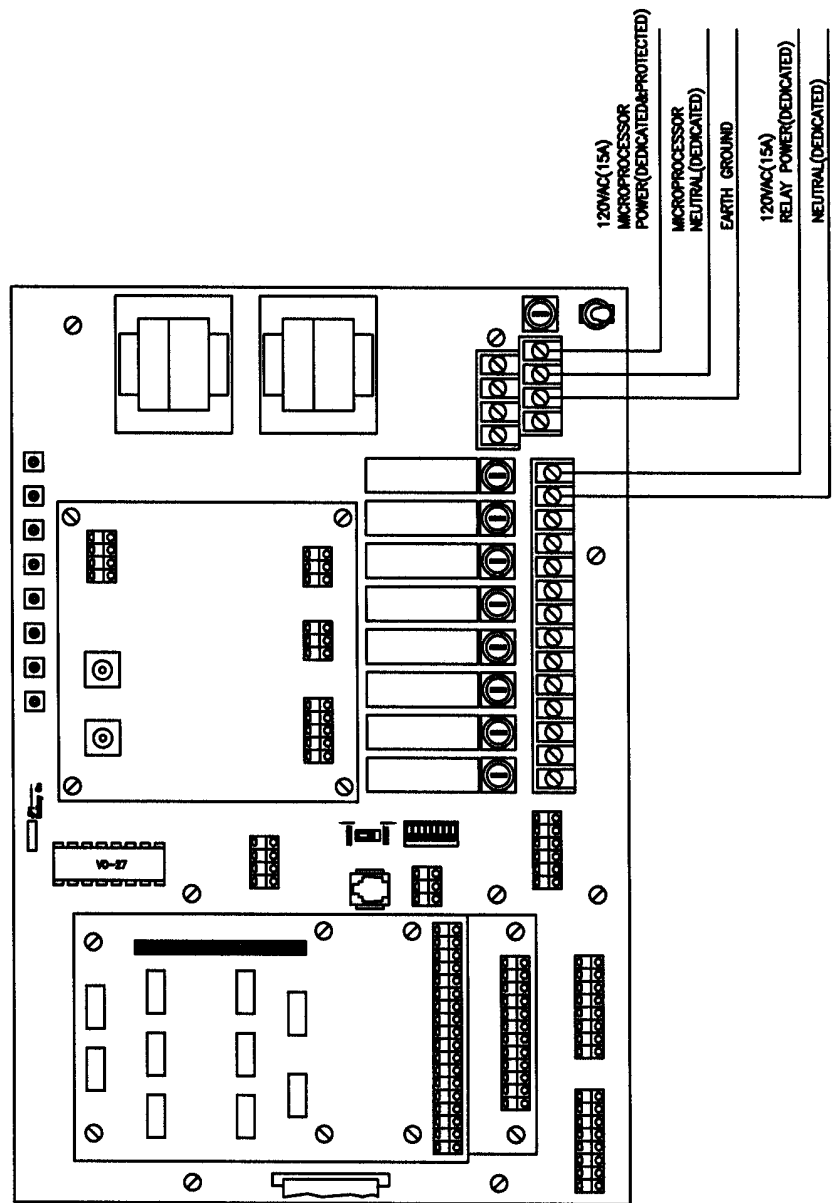 120VAC(15A)
MICROPROCESSOR
POWER(DEDICATED&PROTECTED)
MICROPROCESSOR
NEUTRAL(DEDICATED)
EARTH GROUND
120VAC(15A)
RELAY POWER(DEDICATED)
NEUTRAL(DEDICATED)
VO-27